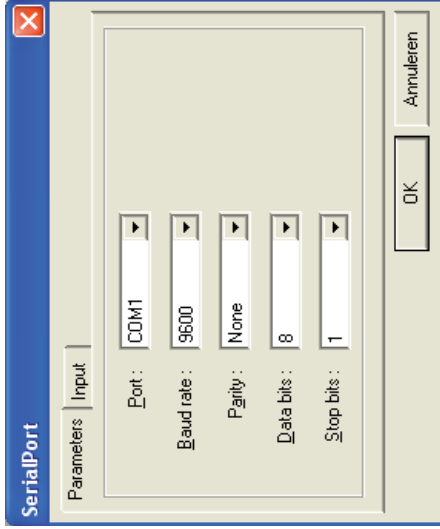 SerialPort
Parameters Input
Port : COM1
Baud rate : 9600
Parity : None
Data bits : 8
Stop bits : 1
OK Annuleren